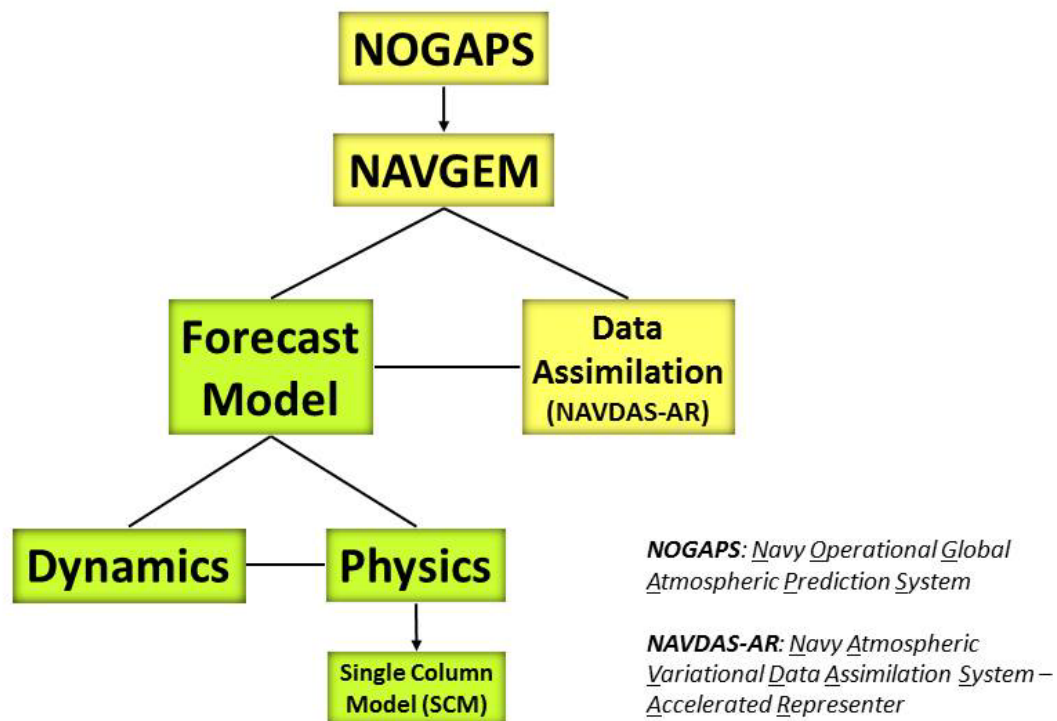 NOGAPS
NAVGEM
Forecast
Model
Data
Assimilation
(NAVDAS-AR)
Dynamics
Physics
Single Column
Model (SCM)
NOGAPS: Navy Operational Global
Atmospheric Prediction System
NAVDAS-AR: Navy Atmospheric
Variational Data Assimilation System –
Accelerated Representer